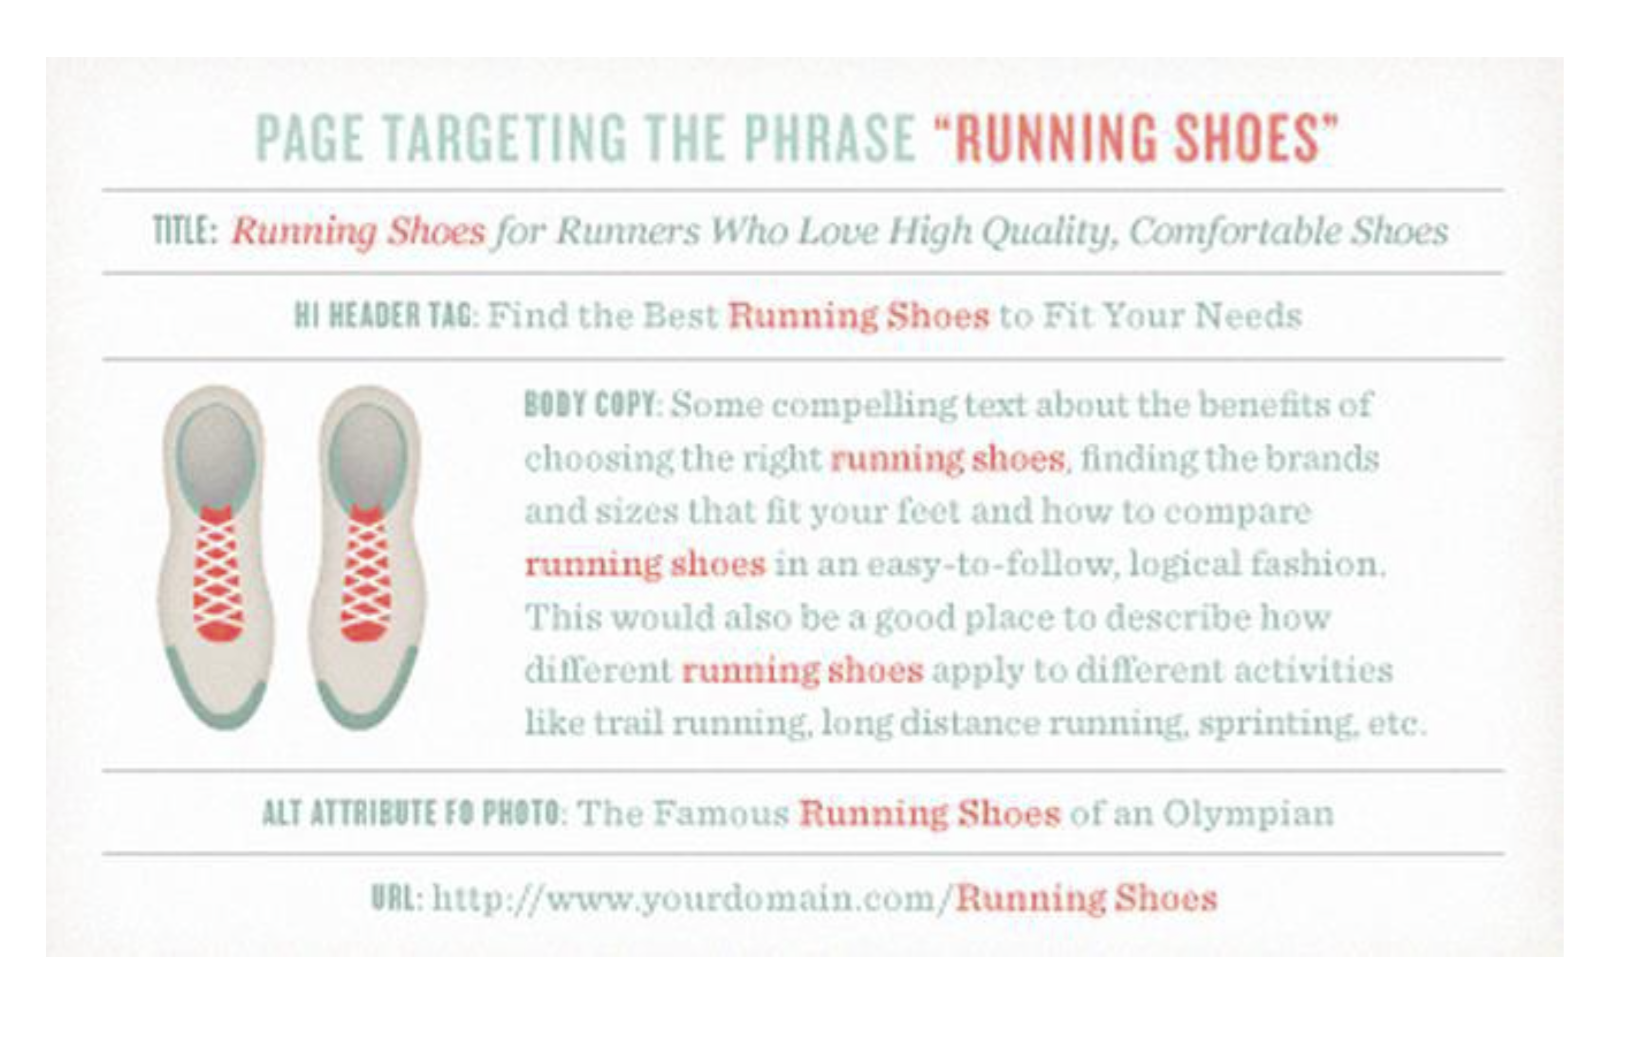 PAGE TARGETING THE PHRASE “RUNNING SHOES”
TITLE: Running Shoes for Runners Who Love High Quality, Comfortable Shoes
H1 HEADER TAG: Find the Best Running Shoes to Fit Your Needs
BODY COPY: Some compelling text about the benefits of
choosing the right running shoes, finding the brands
and sizes that fit your feet and how to compare
running shoes in an easy-to-follow, logical fashion.
This would also be a good place to describe how
different running shoes apply to different activities
like trail running, long distance running, sprinting, etc.
ALT ATTRIBUTE FO PHOTO: The Famous Running Shoes of an Olympian
URL: http://www.yourdomain.com/Running Shoes